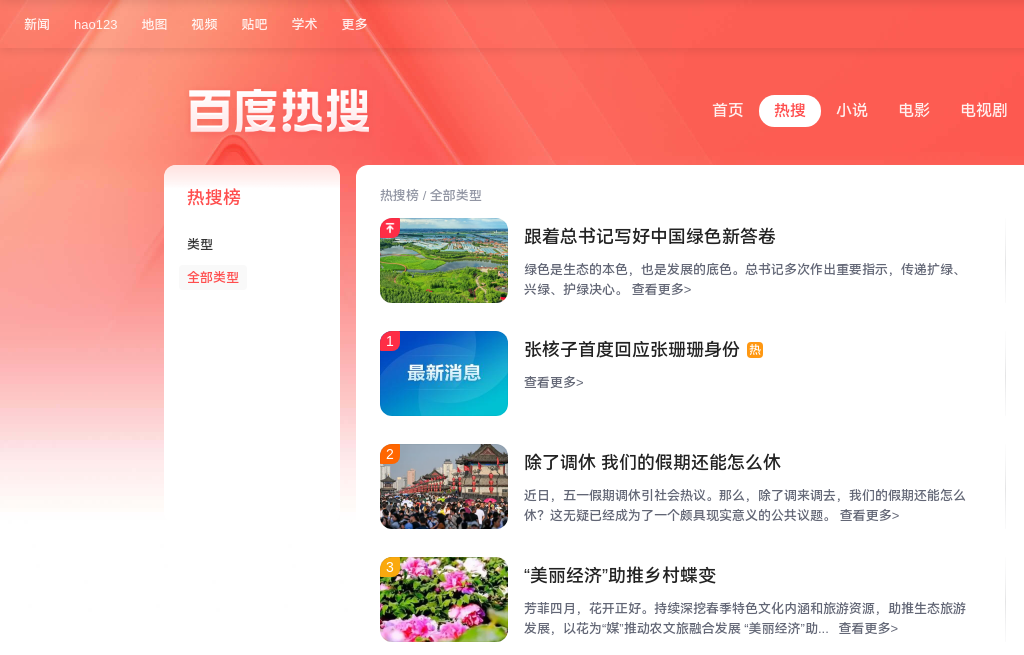 新闻 hao123 地图 视频 贴吧 学术 更多
百度热搜
首页 热搜 小说 电影 电视剧
热搜榜
类型
全部类型
热搜榜 / 全部类型
跟着总书记写好中国绿色新答卷
绿色是生态的本色，也是发展的底色。总书记多次作出重要指示，传递扩绿、
兴绿、护绿决心。 查看更多>
1
最新消息
张核子首度回应张珊珊身份 热
查看更多>
2
除了调休 我们的假期还能怎么休
近日，五一假期调休引社会热议。那么，除了调来调去，我们的假期还能怎么
休？这无疑已经成为了一个颇具现实意义的公共议题。 查看更多>
3
“美丽经济”助推乡村蝶变
芳菲四月，花开正好。持续深挖春季特色文化内涵和旅游资源，助推生态旅游
发展，以花为“媒”推动农文旅融合发展 “美丽经济”助... 查看更多>